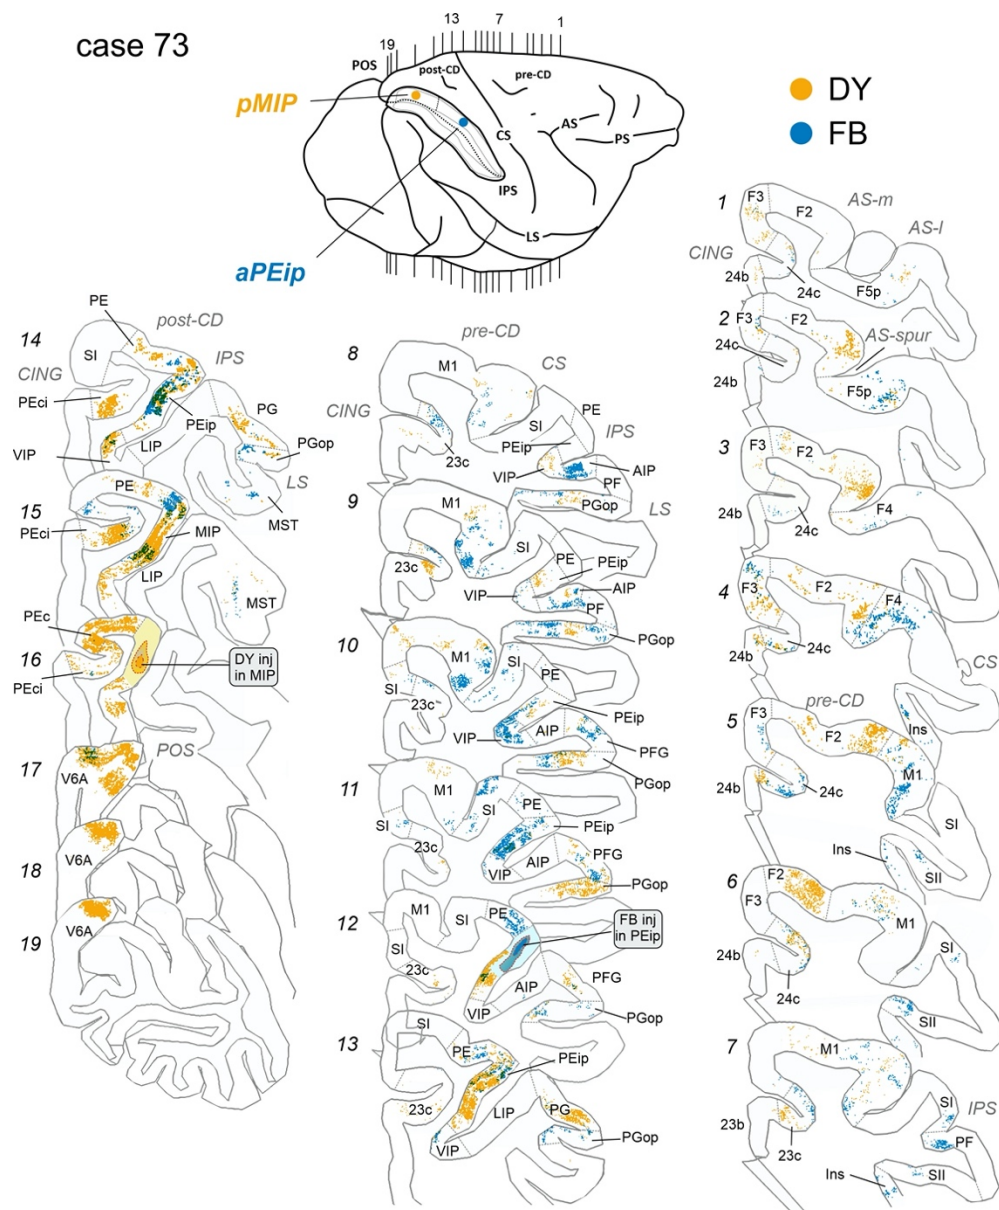 case 73
19
13
7
1
POS
post-CD
pre-CD
pMIP
CS
AS
PS
IPS
LS
aPEip
DY
FB
14
PE
post-CD
SI
IPS
CING
PEci
PG
PEip
LIP
VIP
PGop
LS
MST
15
PE
PEci
MIP
LIP
MST
PEc
16
PEci
DY inj
in MIP
17
POS
V6A
18
V6A
19
V6A
pre-CD
8
M1
CS
CING
SI
PE
PEip
IPS
23c
VIP
AIP
PF
9
M1
PGop
LS
SI
PE
PEip
23c
VIP
AIP
PF
10
PGop
M1
SI
PE
SI
23c
PEip
VIP
AIP
PFG
PGop
11
M1
SI
PE
SI
PEip
23c
VIP
AIP
PFG
PGop
12
M1
SI
PE
FB inj
in PEip
SI
23c
AIP
PFG
VIP
PGop
13
SI
PE
PEip
23c
LIP
PG
VIP
PGop
1
F3
F2
AS-m
AS-l
CING
24b
24c
F5p
2
F3
F2
AS-spur
24c
24b
F5p
3
F3
F2
24b
24c
F4
4
F3
F2
F4
24b
24c
CS
5
pre-CD
F3
F2
Ins
M1
24b
24c
SI
Ins
SII
6
F2
F3
M1
24b
SI
24c
SII
7
M1
SI
IPS
23b
PF
23c
Ins
SII